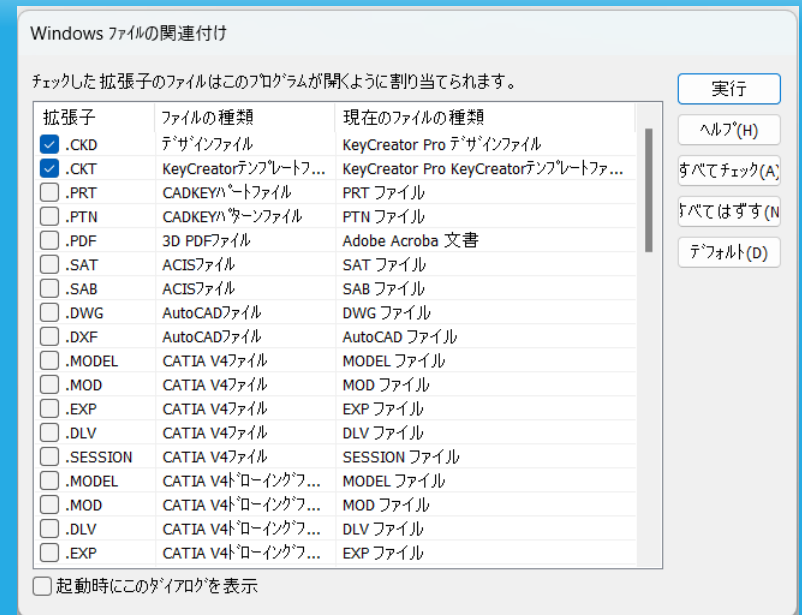 Windows ﾌｧｲﾙの関連付け
ﾁｪｯｸした拡張子のﾌｧｲﾙはこのﾌﾟﾛｸﾞﾗﾑが開くように割り当てられます。
拡張子 ﾌｧｲﾙの種類 現在のﾌｧｲﾙの種類
.CKD ﾃﾞｻﾞｲﾝﾌｧｲﾙ KeyCreator Pro ﾃﾞｻﾞｲﾝﾌｧｲﾙ
.CKT KeyCreatorﾃﾝﾌﾟﾚｰﾄﾌ... KeyCreator Pro KeyCreatorﾃﾝﾌﾟﾚｰﾄﾌｧ...
.PRT CADKEYﾊﾟｰﾄﾌｧｲﾙ PRT ファイル
.PTN CADKEYﾊﾟﾀｰﾝﾌｧｲﾙ PTN ファイル
.PDF 3D PDFﾌｧｲﾙ Adobe Acroba 文書
.SAT ACISﾌｧｲﾙ SAT ファイル
.SAB ACISﾌｧｲﾙ SAB ファイル
.DWG AutoCADﾌｧｲﾙ DWG ファイル
.DXF AutoCADﾌｧｲﾙ AutoCAD ファイル
.MODEL CATIA V4ﾌｧｲﾙ MODEL ファイル
.MOD CATIA V4ﾌｧｲﾙ MOD ファイル
.EXP CATIA V4ﾌｧｲﾙ EXP ファイル
.DLV CATIA V4ﾌｧｲﾙ DLV ファイル
.SESSION CATIA V4ﾌｧｲﾙ SESSION ファイル
.MODEL CATIA V4ﾄﾞﾛｰｲﾝｸﾞﾌ... MODEL ファイル
.MOD CATIA V4ﾄﾞﾛｰｲﾝｸﾞﾌ... MOD ファイル
.DLV CATIA V4ﾄﾞﾛｰｲﾝｸﾞﾌ... DLV ファイル
.EXP CATIA V4ﾄﾞﾛｰｲﾝｸﾞﾌ... EXP ファイル
起動時にこのﾀﾞｲｱﾛｸﾞを表示
実行
ﾍﾙﾌﾟ(H)
すべてﾁｪｯｸ(A)
すべてはずす(N
ﾃﾞﾌｫﾙﾄ(D)